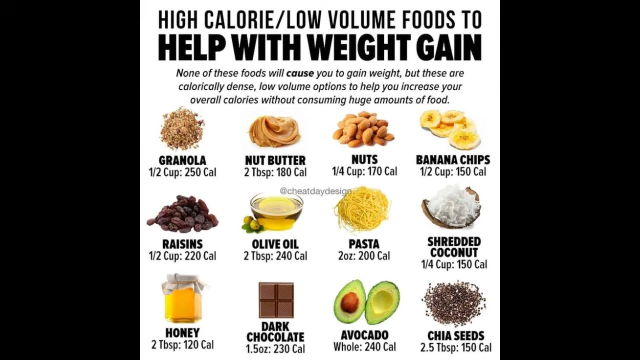 HIGH CALORIE/LOW VOLUME FOODS TO
HELP WITH WEIGHT GAIN
None of these foods will cause you to gain weight, but these are
calorically dense, low volume options to help you increase your
overall calories without consuming huge amounts of food.
GRANOLA
1/2 Cup: 250 Cal
NUT BUTTER
2 Tbsp: 180 Cal
NUTS
1/4 Cup: 170 Cal
BANANA CHIPS
1/2 Cup: 150 Cal
@cheatdaydesign
RAISINS
1/2 Cup: 220 Cal
OLIVE OIL
2 Tbsp: 240 Cal
PASTA
2oz: 200 Cal
SHREDDED
COCONUT
1/4 Cup: 150 Cal
HONEY
2 Tbsp: 120 Cal
DARK
CHOCOLATE
1.5oz: 230 Cal
AVOCADO
Whole: 240 Cal
CHIA SEEDS
2.5 Tbsp: 150 Cal